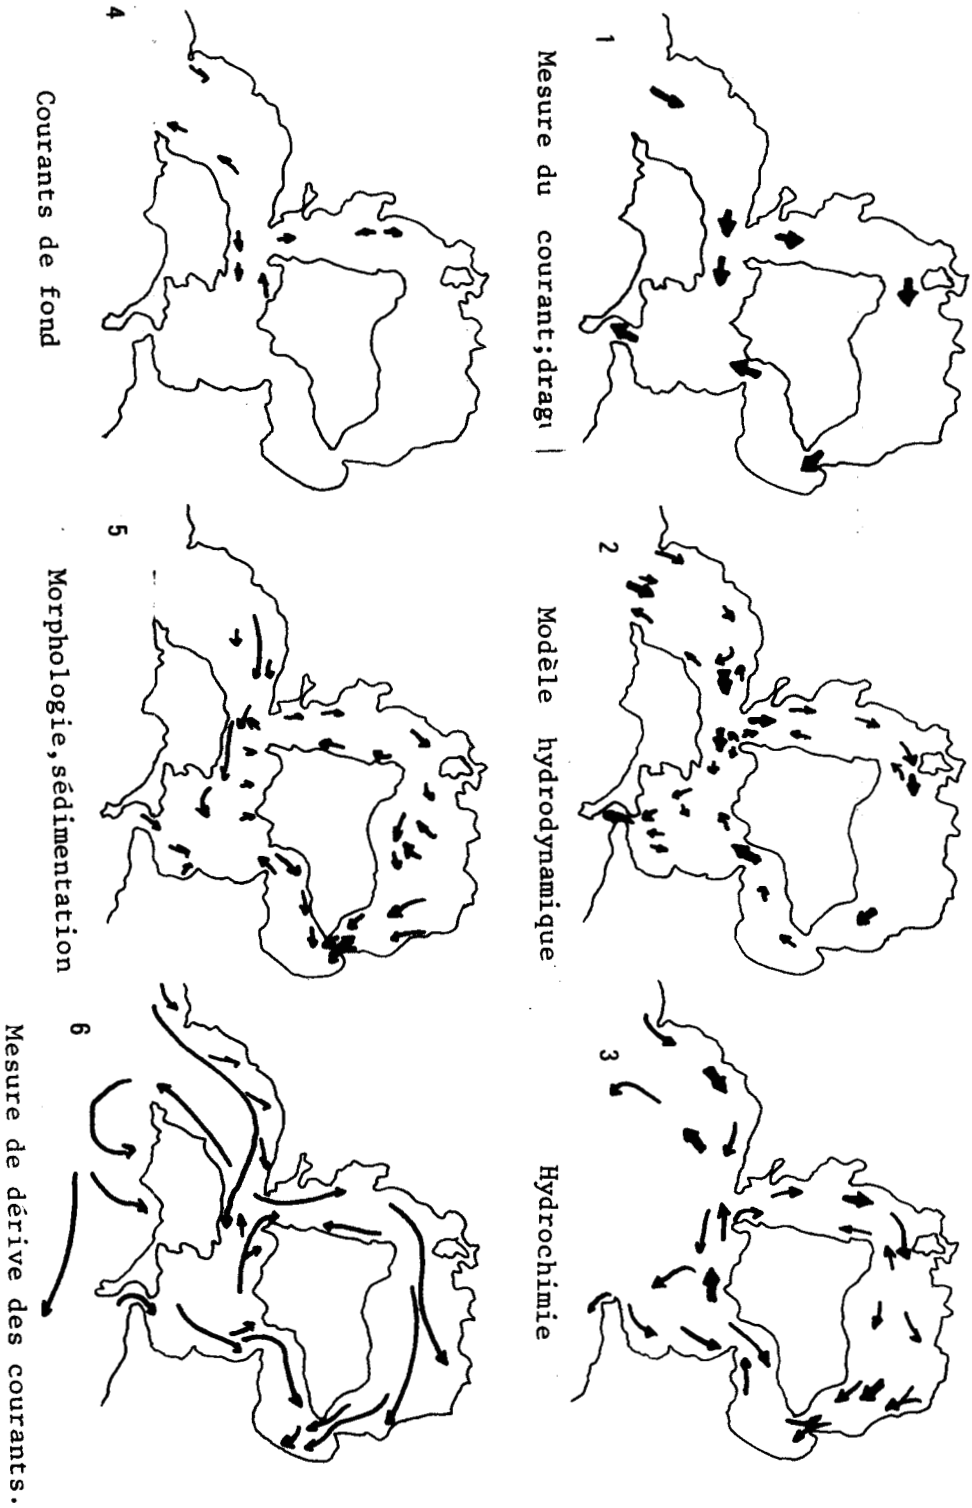 1
Mesure du courant;drag
2
Modèle hydrodynamique
3
Hydrochimie
4
Courants de fond
5
Morphologie,sédimentation
6
Mesure de dérive des courants.